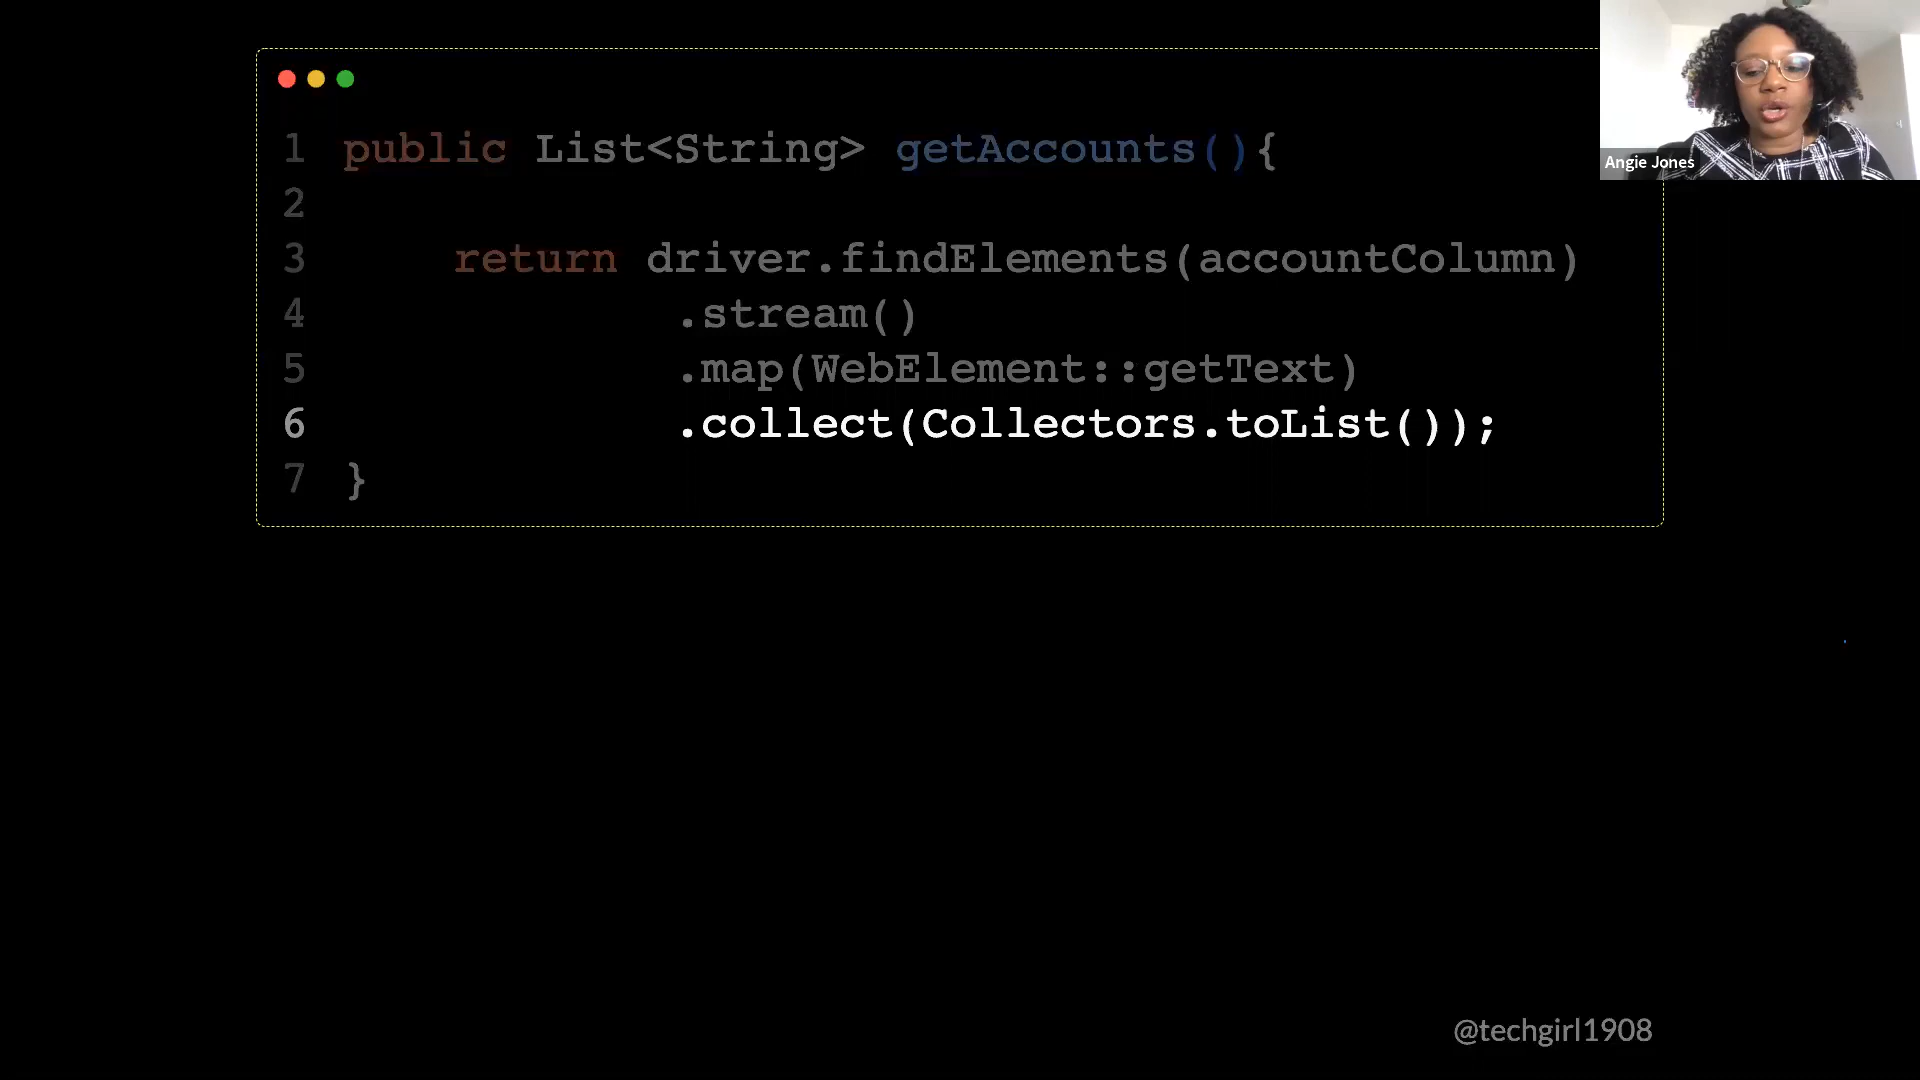 1 public List<String> getAccounts(){
2
3 return driver.findElements(accountColumn)
4 .stream()
5 .map(WebElement::getText)
6 .collect(Collectors.toList());
7 }
Angie Jones
@techgirl1908